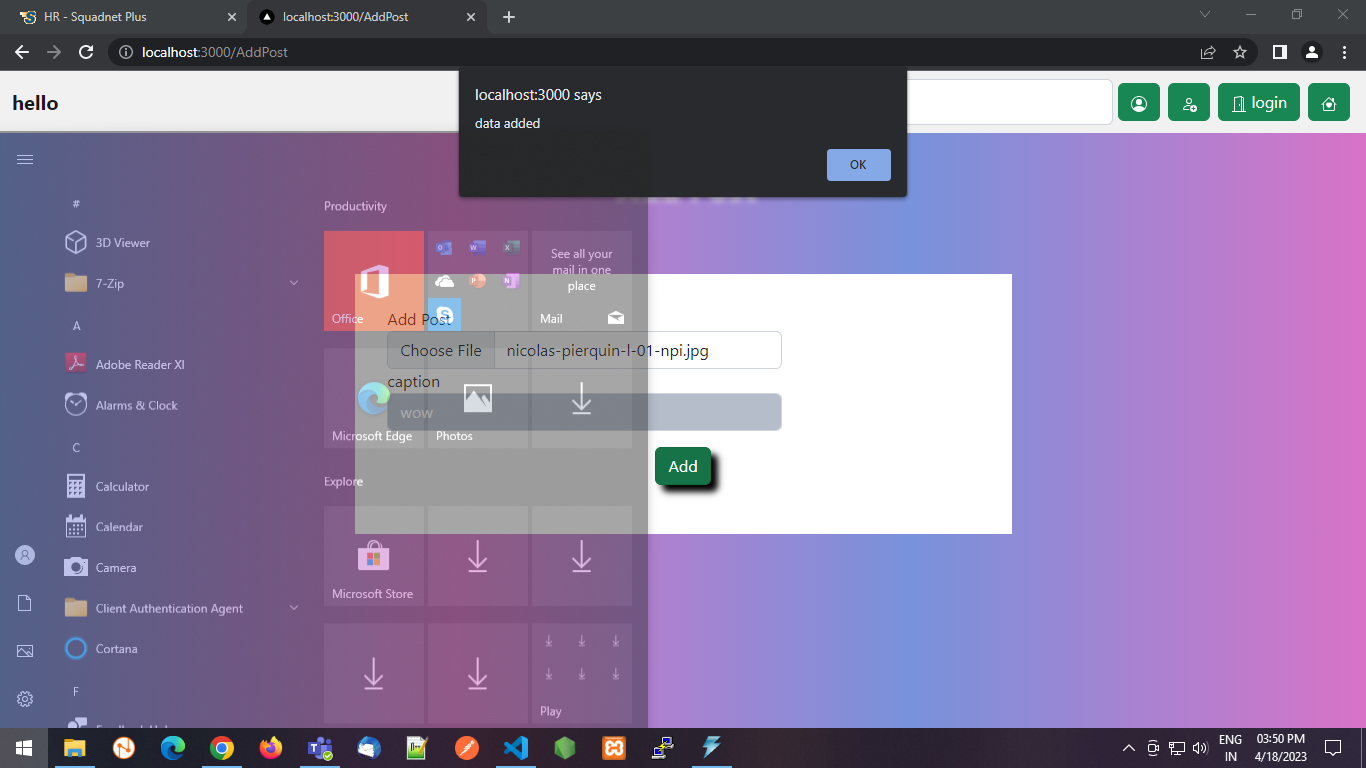 HR - Squadnet Plus
localhost:3000/AddPost
localhost:3000/AddPost
hello
localhost:3000 says
data added
OK
login
#
3D Viewer
7-Zip
A
Adobe Reader XI
Alarms & Clock
C
Calculator
Calendar
Camera
Client Authentication Agent
Cortana
F
Productivity
Office
See all your
mail in one
place
Mail
Microsoft Edge
Photos
Explore
Microsoft Store
Play
Add Post
Choose File nicolas-pierquin-l-01-npi.jpg
caption
wow
Add
ENG
IN
03:50 PM
4/18/2023